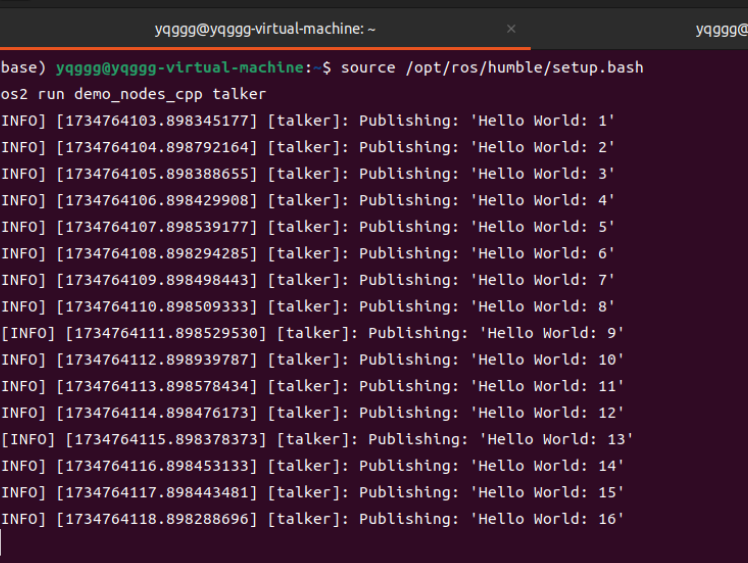 yqggg@yqggg-virtual-machine: ~ × yqggg@
base) yqggg@yqggg-virtual-machine:~$ source /opt/ros/humble/setup.bash
os2 run demo_nodes_cpp talker
INFO] [1734764103.898345177] [talker]: Publishing: 'Hello World: 1'
INFO] [1734764104.898792164] [talker]: Publishing: 'Hello World: 2'
INFO] [1734764105.898388655] [talker]: Publishing: 'Hello World: 3'
INFO] [1734764106.898429908] [talker]: Publishing: 'Hello World: 4'
INFO] [1734764107.898539177] [talker]: Publishing: 'Hello World: 5'
INFO] [1734764108.898294285] [talker]: Publishing: 'Hello World: 6'
INFO] [1734764109.898498443] [talker]: Publishing: 'Hello World: 7'
INFO] [1734764110.898509333] [talker]: Publishing: 'Hello World: 8'
[INFO] [1734764111.898529530] [talker]: Publishing: 'Hello World: 9'
INFO] [1734764112.898939787] [talker]: Publishing: 'Hello World: 10'
INFO] [1734764113.898578434] [talker]: Publishing: 'Hello World: 11'
INFO] [1734764114.898476173] [talker]: Publishing: 'Hello World: 12'
[INFO] [1734764115.898378373] [talker]: Publishing: 'Hello World: 13'
INFO] [1734764116.898453133] [talker]: Publishing: 'Hello World: 14'
INFO] [1734764117.898443481] [talker]: Publishing: 'Hello World: 15'
INFO] [1734764118.898288696] [talker]: Publishing: 'Hello World: 16'